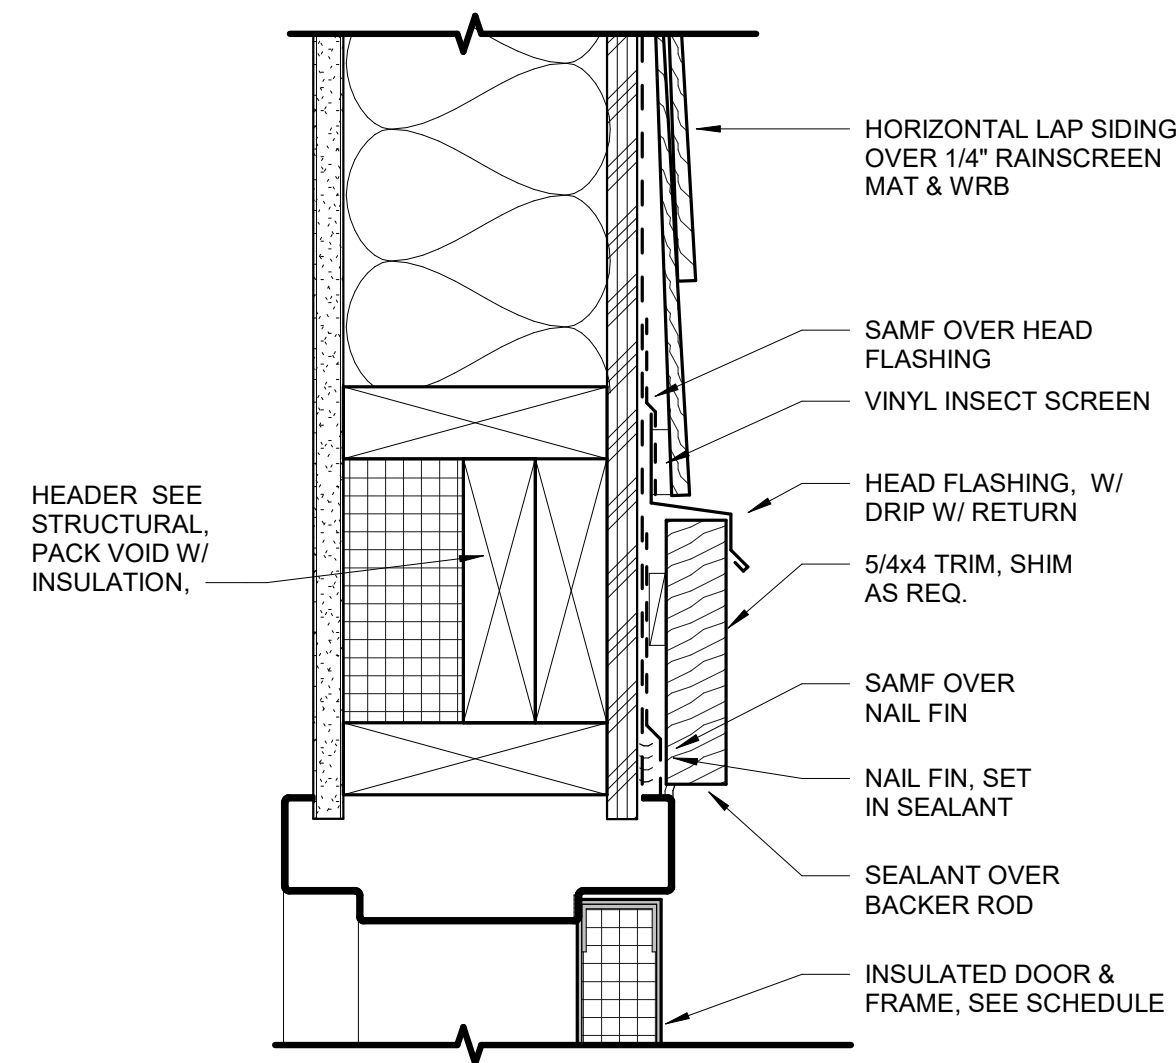 HORIZONTAL LAP SIDING
OVER 1/4" RAINSCREEN
MAT & WRB
SAMF OVER HEAD
FLASHING
VINYL INSECT SCREEN
HEADER SEE
STRUCTURAL,
PACK VOID W/
INSULATION,
HEAD FLASHING, W/
DRIP W/ RETURN
5/4x4 TRIM, SHIM
AS REQ.
SAMF OVER
NAIL FIN
NAIL FIN, SET
IN SEALANT
SEALANT OVER
BACKER ROD
INSULATED DOOR &
FRAME, SEE SCHEDULE